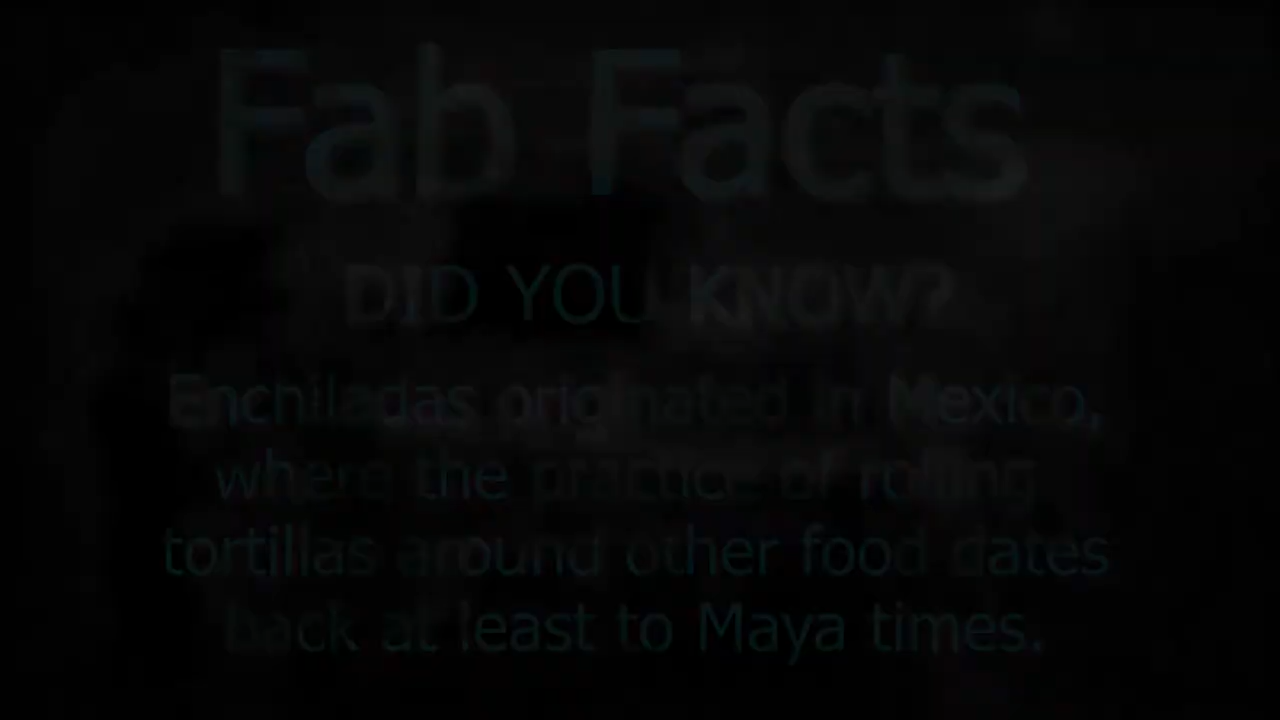 Fab Facts
DID YOU KNOW?
Enchiladas originated in Mexico,
where the practice of rolling
tortillas around other food dates
back at least to Maya times.